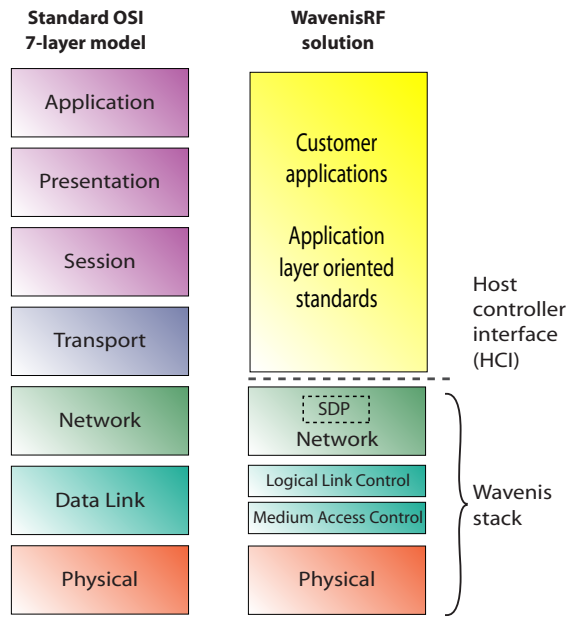 Standard OSI
7-layer model
Application
Presentation
Session
Transport
Network
Data Link
Physical
WavenisRF
solution
Customer
applications
Application
layer oriented
standards
Host
controller
interface
(HCI)
SDP
Network
Logical Link Control
Medium Access Control
Physical
Wavenis
stack